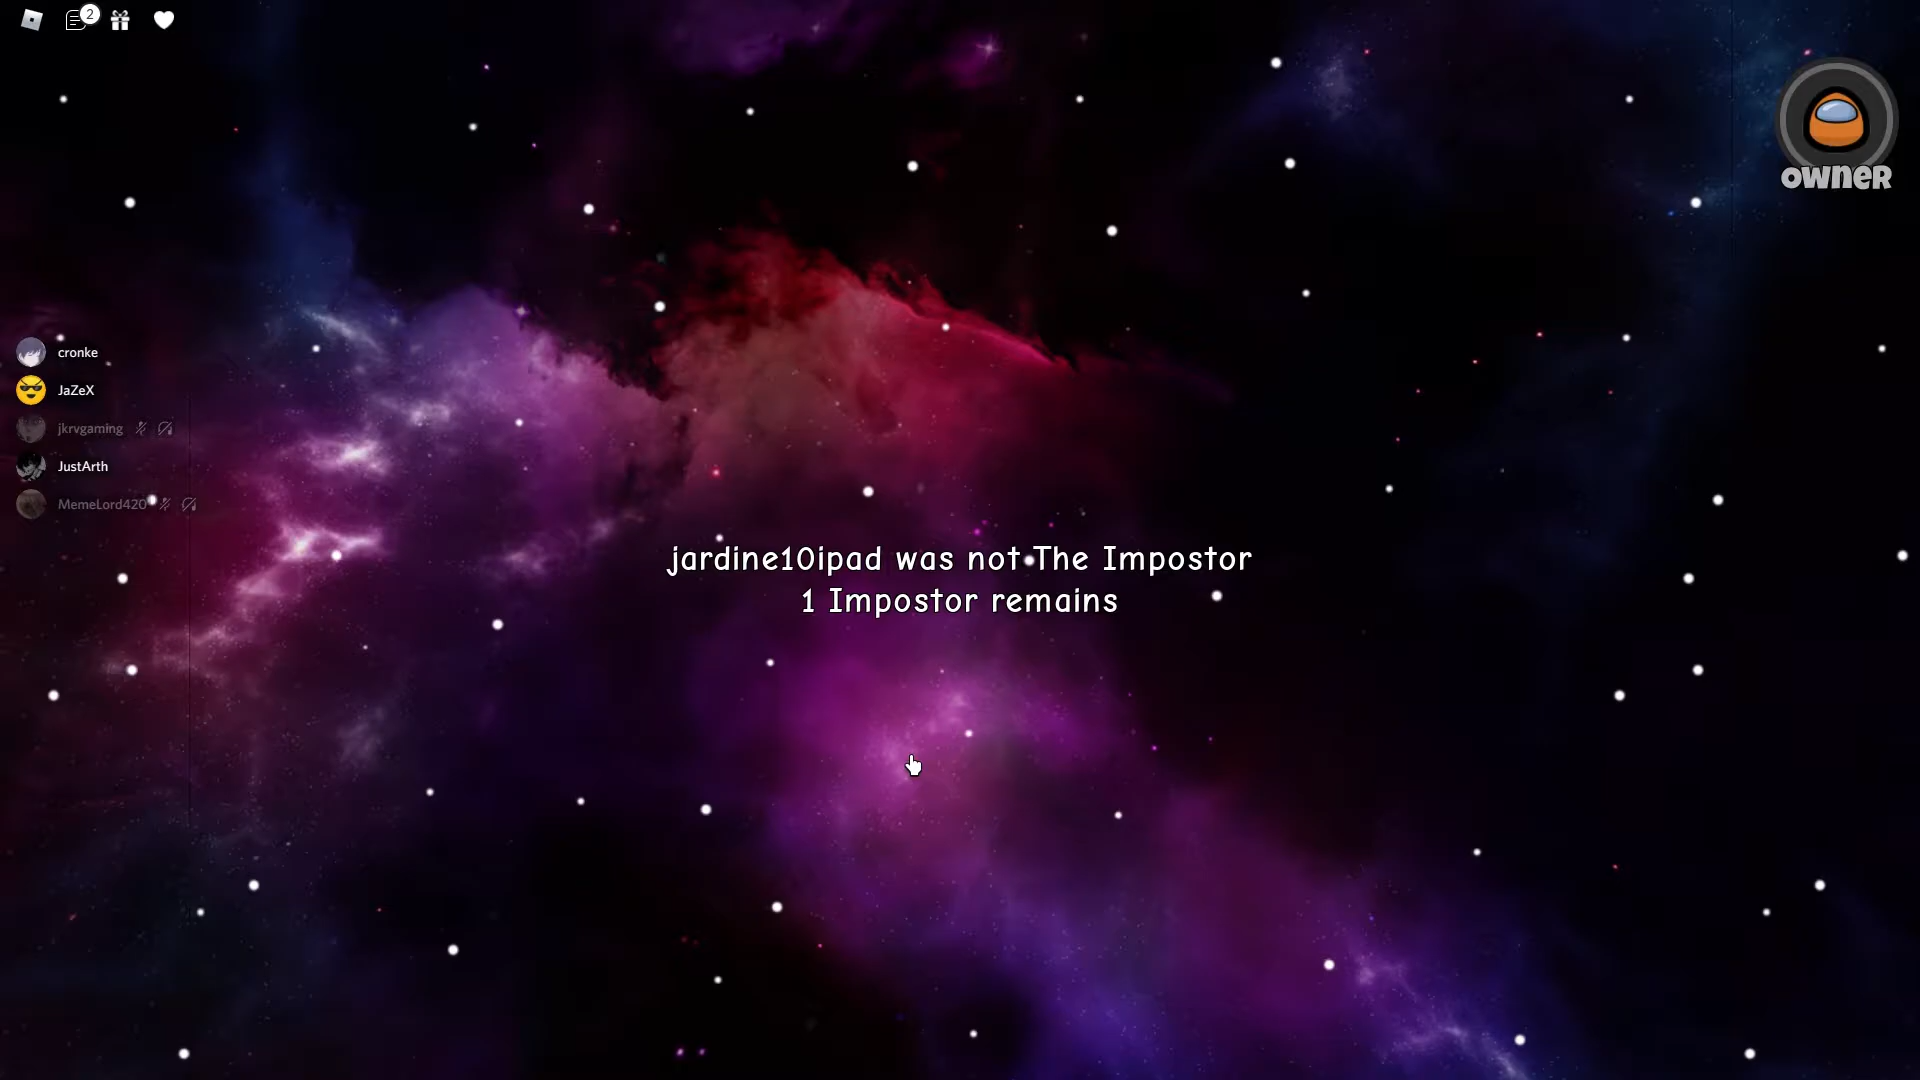 2
OWNER
cronke
JaZeX
jkrvgaming
JustArth
MemeLord420
jardine10ipad was not The Impostor
1 Impostor remains